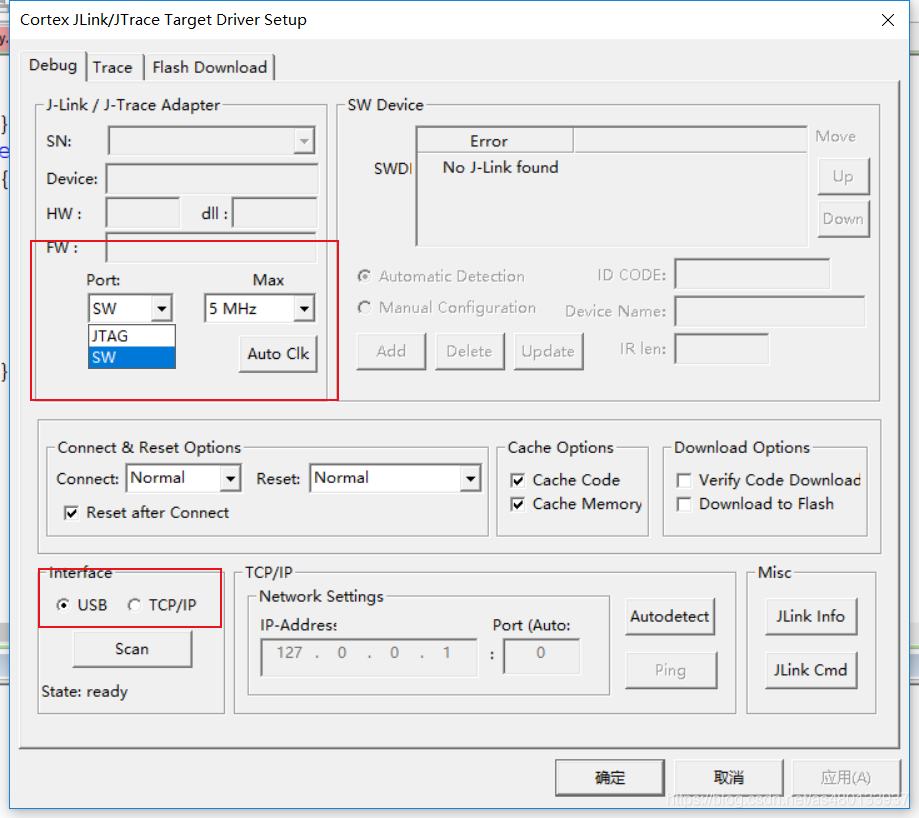 Cortex JLink/JTrace Target Driver Setup
Debug Trace Flash Download
J-Link / J-Trace Adapter
SN:
Device:
HW : dll :
FW :
Port: Max
SW 5 MHz
JTAG
SW
Auto Clk
SW Device
Error
SWDI No J-Link found
Move
Up
Down
Automatic Detection ID CODE:
Manual Configuration Device Name:
Add Delete Update IR len:
Connect & Reset Options
Connect: Normal Reset: Normal
Reset after Connect
Cache Options
Cache Code
Cache Memory
Download Options
Verify Code Download
Download to Flash
Interface
USB TCP/IP
Scan
State: ready
TCP/IP
Network Settings
IP-Address: Port (Auto:
127 . 0 . 0 . 1 : 0
Autodetect
Ping
Misc
JLink Info
JLink Cmd
确定 取消 应用(A)
https://blog.csdn.net/as480133937